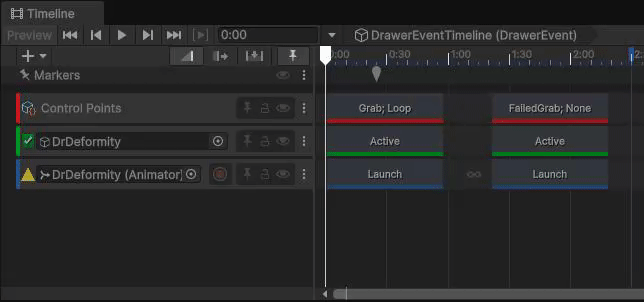 Timeline
Preview 0:00 DrawerEventTimeline (DrawerEvent)
0:00 0:30 1:00 1:30 2:00
Markers
Control Points Grab; Loop FailedGrab; None
DrDeformity Active Active
DrDeformity (Animator) Launch Launch